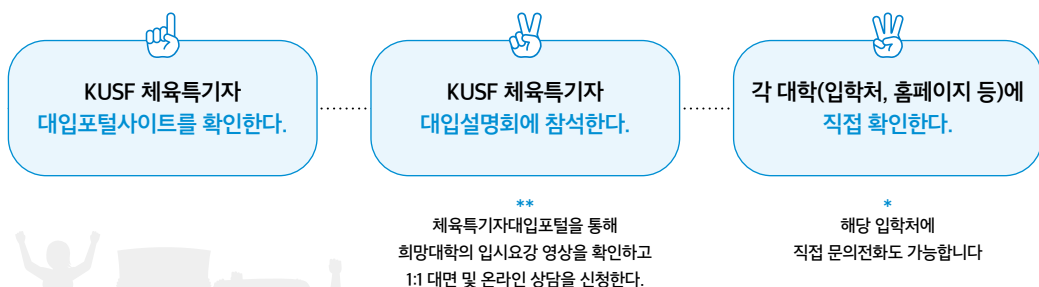 KUSF 체육특기자
대입포털사이트를 확인한다.
KUSF 체육특기자
대입설명회에 참석한다.
각 대학(입학처, 홈페이지 등)에
직접 확인한다.
**
체육특기자대입포털을 통해
희망대학의 입시요강 영상을 확인하고
1:1 대면 및 온라인 상담을 신청한다.
*
해당 입학처에
직접 문의전화도 가능합니다